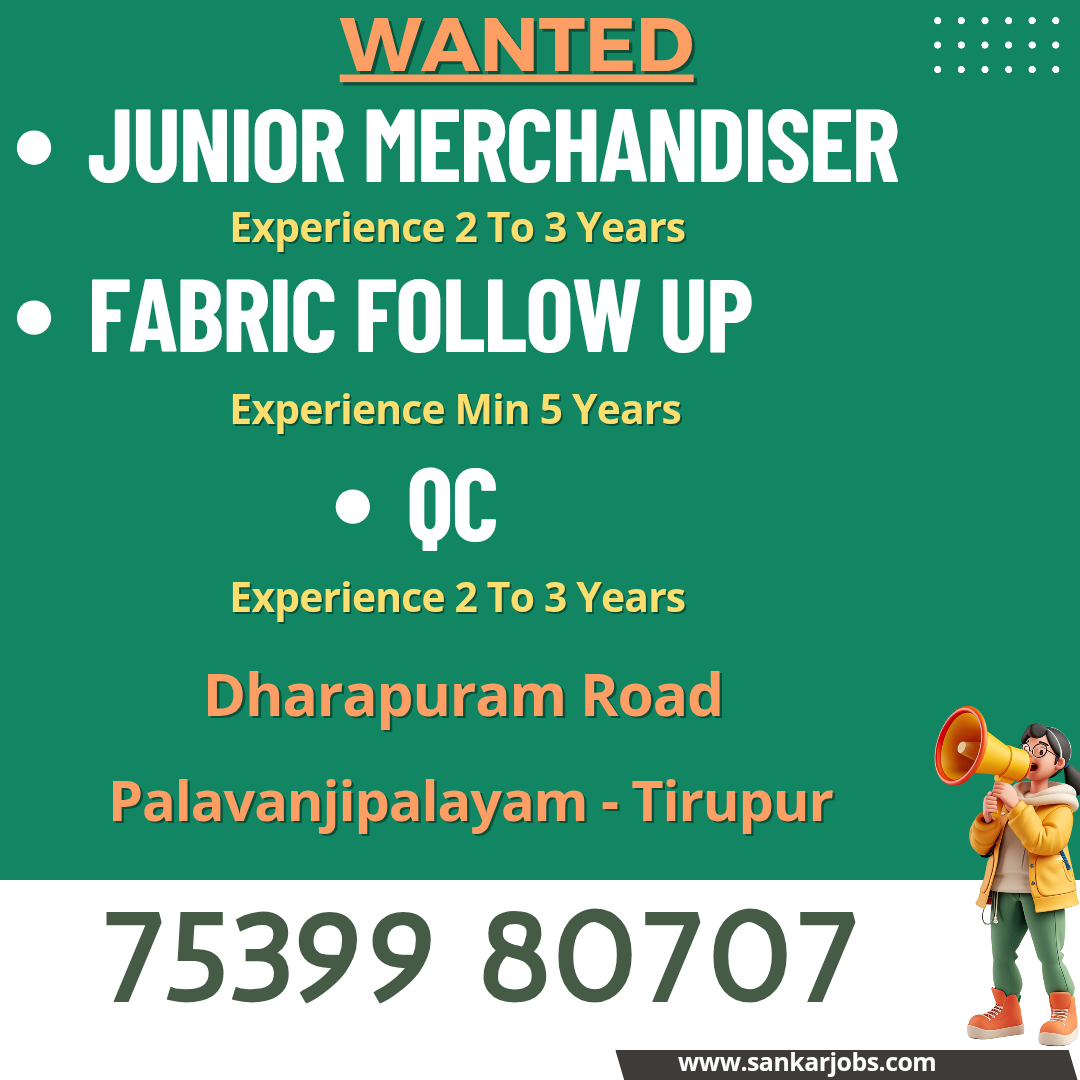 WANTED
• JUNIOR MERCHANDISER
Experience 2 To 3 Years
• FABRIC FOLLOW UP
Experience Min 5 Years
• QC
Experience 2 To 3 Years
Dharapuram Road
Palavanjipalayam - Tirupur
75399 80707
www.sankarjobs.com